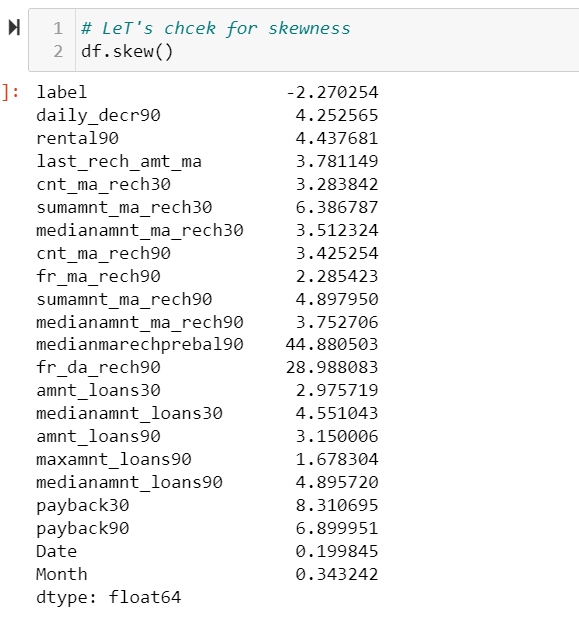 1 # LeT's chcek for skewness
2 df.skew()
]: label -2.270254
daily_decr90 4.252565
rental90 4.437681
last_rech_amt_ma 3.781149
cnt_ma_rech30 3.283842
sumamnt_ma_rech30 6.386787
medianamnt_ma_rech30 3.512324
cnt_ma_rech90 3.425254
fr_ma_rech90 2.285423
sumamnt_ma_rech90 4.897950
medianamnt_ma_rech90 3.752706
medianmarechprebal90 44.880503
fr_da_rech90 28.988083
amnt_loans30 2.975719
medianamnt_loans30 4.551043
amnt_loans90 3.150006
maxamnt_loans90 1.678304
medianamnt_loans90 4.895720
payback30 8.310695
payback90 6.899951
Date 0.199845
Month 0.343242
dtype: float64